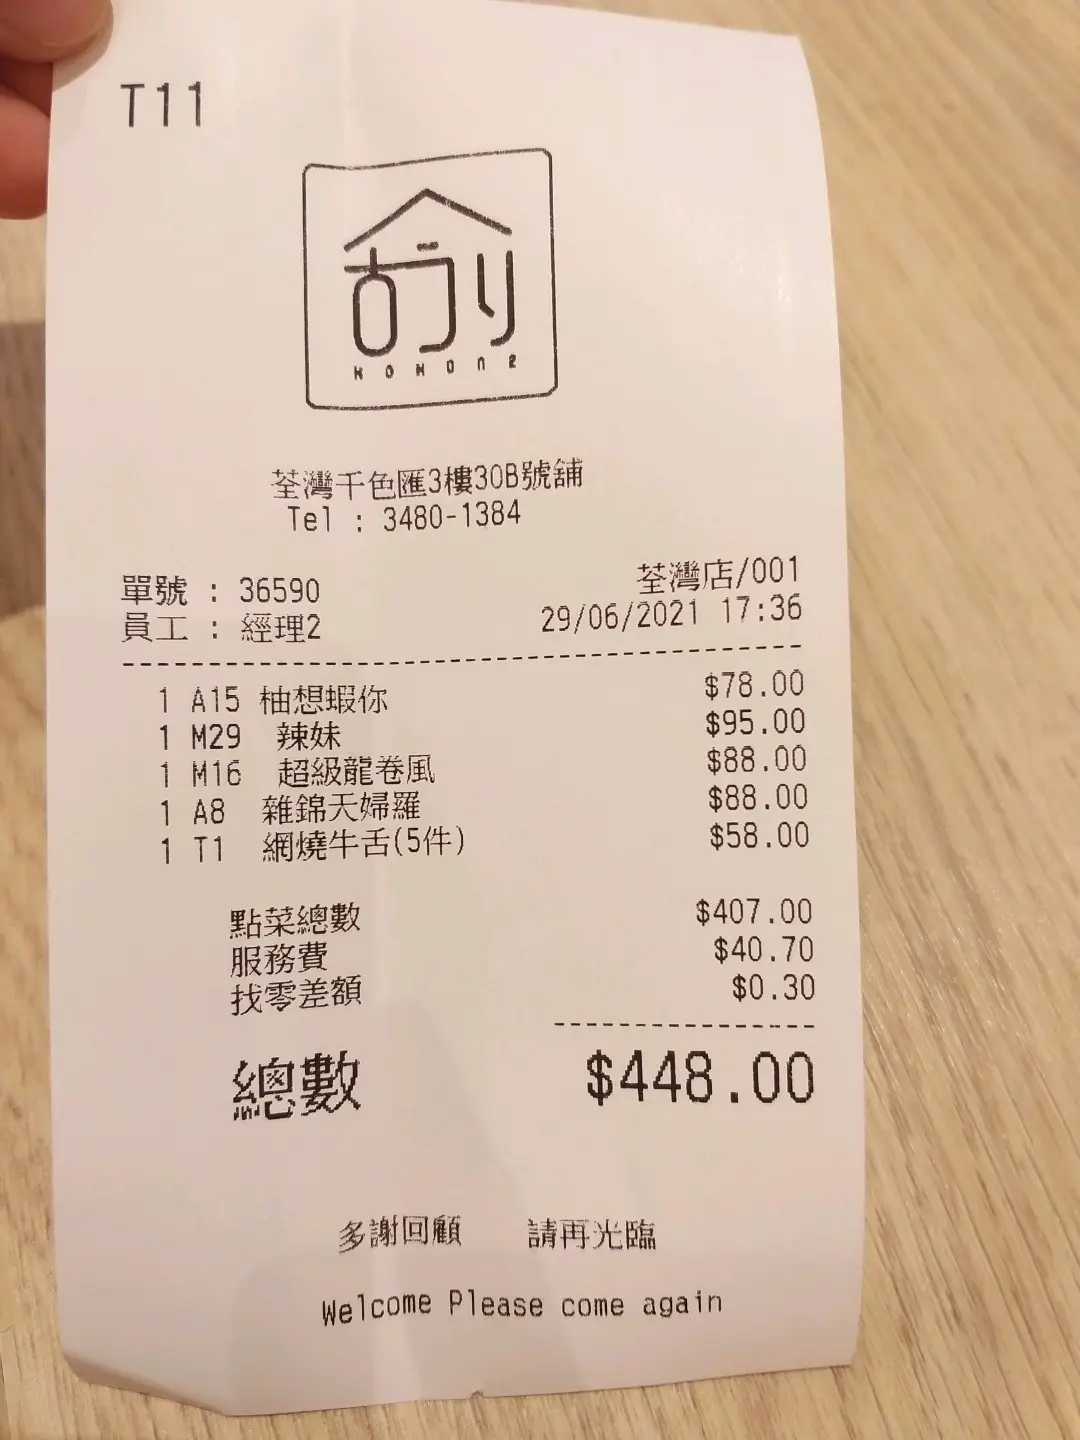 T11
荃灣千色匯3樓30B號舖
Tel : 3480-1384
單號 : 36590 荃灣店/001
員工 : 經理2 29/06/2021 17:36
1 A15 柚想蝦你 $78.00
1 M29 辣妹 $95.00
1 M16 超級龍卷風 $88.00
1 A8 雜錦天婦羅 $88.00
1 T1 網燒牛舌(5件) $58.00
點菜總數 $407.00
服務費 $40.70
找零差額 $0.30
總數 $448.00
多謝回顧 請再光臨
Welcome Please come again